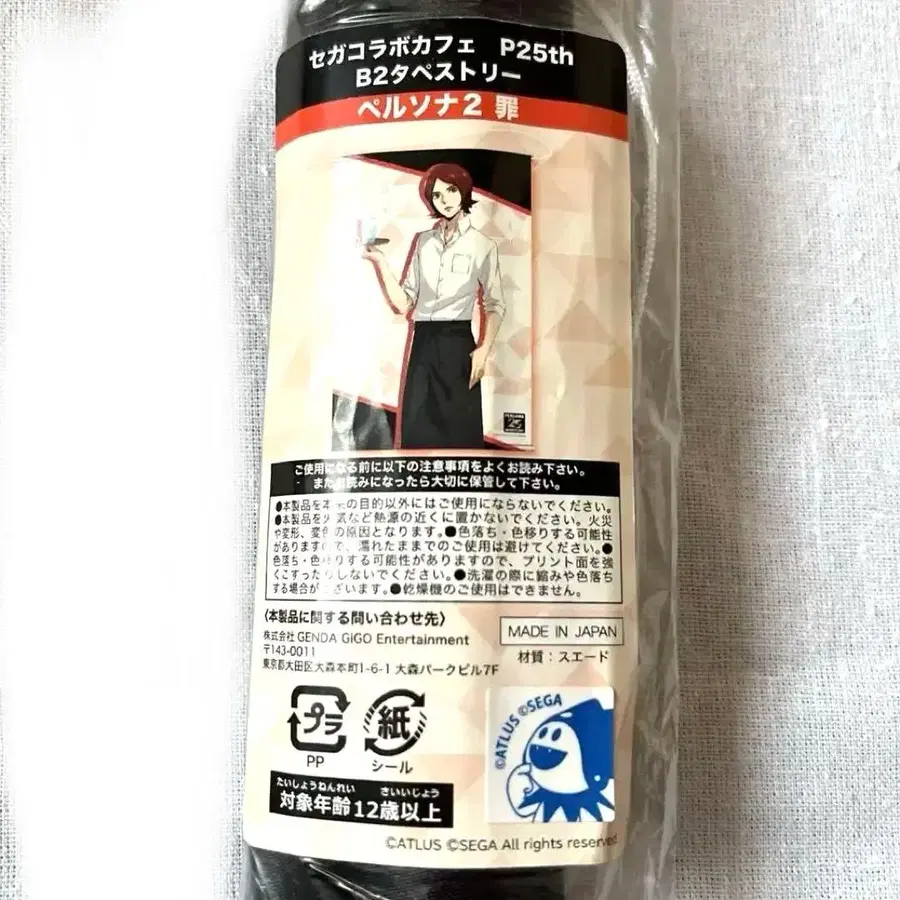 セガコラボカフェ P25th
B2タペストリー
ペルソナ2 罪
ご使用になる前に以下の注意事項をよくお読み下さい。
またお読みになったら大切に保管して下さい。
●本製品を本来の目的以外にはご使用にならないでください。
●本製品を火気など熱源の近くに置かないでください。火災
や変形、変色の原因となります。●色落ち・色移りする可能性
がありますので、濡れたままでのご使用は避けてください。●
色落ち・色移りする可能性がありますので、プリント面を強
くこすったりしないでください。●洗濯の際に縮みや色落ち
する場合がございます。●乾燥機のご使用はできません。
〈本製品に関する問い合わせ先〉
株式会社 GENDA GiGO Entertainment
〒143-0011
東京都大田区大森本町1-6-1 大森パークビル7F
MADE IN JAPAN
材質：スエード
プラ
PP
紙
シール
©ATLUS ©SEGA
たいしょうねんれい さいいじょう
対象年齢12歳以上
©ATLUS ©SEGA All rights reserved